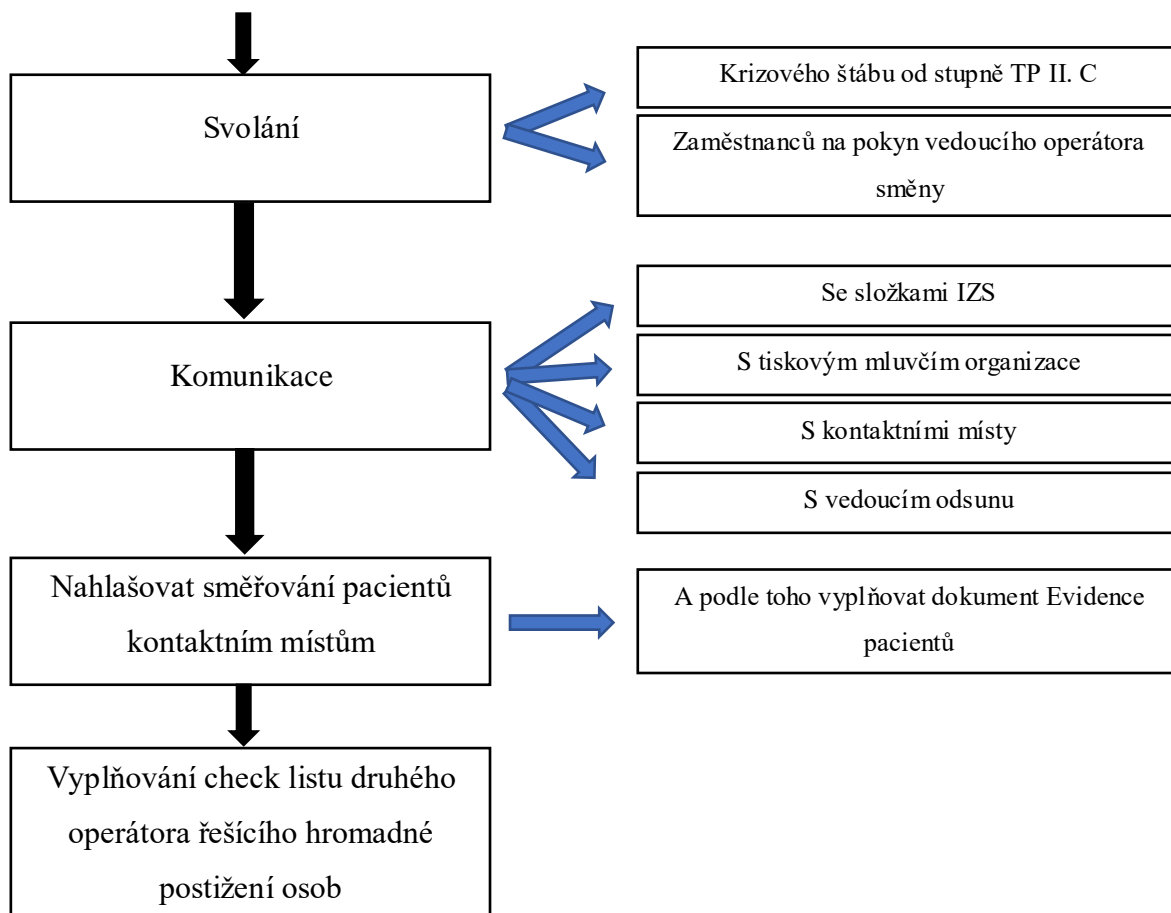 Svolání
Krizového štábu od stupně TP II. C
Zaměstnanců na pokyn vedoucího operátora
směny
Komunikace
Se složkami IZS
S tiskovým mluvčím organizace
S kontaktními místy
S vedoucím odsunu
Nahlašovat směřování pacientů
kontaktním místům
A podle toho vyplňovat dokument Evidence
pacientů
Vyplňování check listu druhého
operátora řešícího hromadné
postižení osob